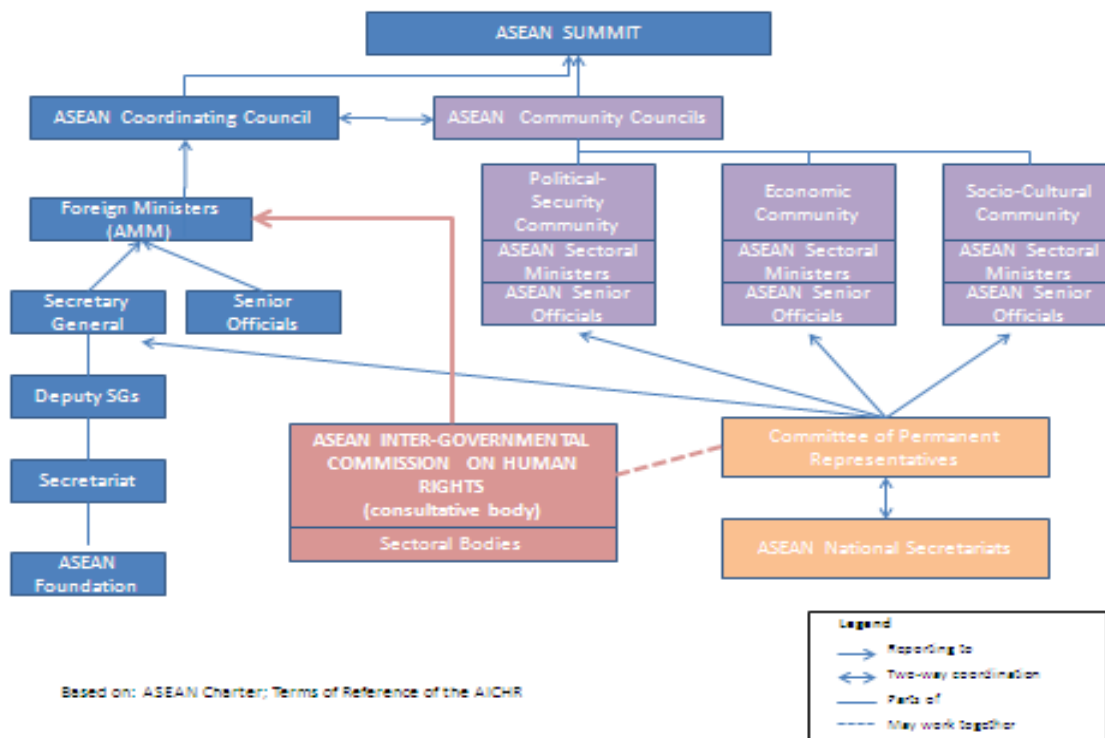 ASEAN SUMMIT
ASEAN Coordinating Council
ASEAN Community Councils
Political-
Security
Community
ASEAN Sectoral
Ministers
ASEAN Senior
Officials
Economic
Community
ASEAN Sectoral
Ministers
ASEAN Senior
Officials
Socio-Cultural
Community
ASEAN Sectoral
Ministers
ASEAN Senior
Officials
Foreign Ministers
(AMM)
Secretary
General
Senior
Officials
Deputy SGs
Secretariat
ASEAN
Foundation
ASEAN INTER-GOVERNMENTAL
COMMISSION ON HUMAN
RIGHTS
(consultative body)
Sectoral Bodies
Committee of Permanent
Representatives
ASEAN National Secretariats
Legend
Reporting to
Two-way coordination
Parts of
May work together
Based on: ASEAN Charter; Terms of Reference of the AICHR